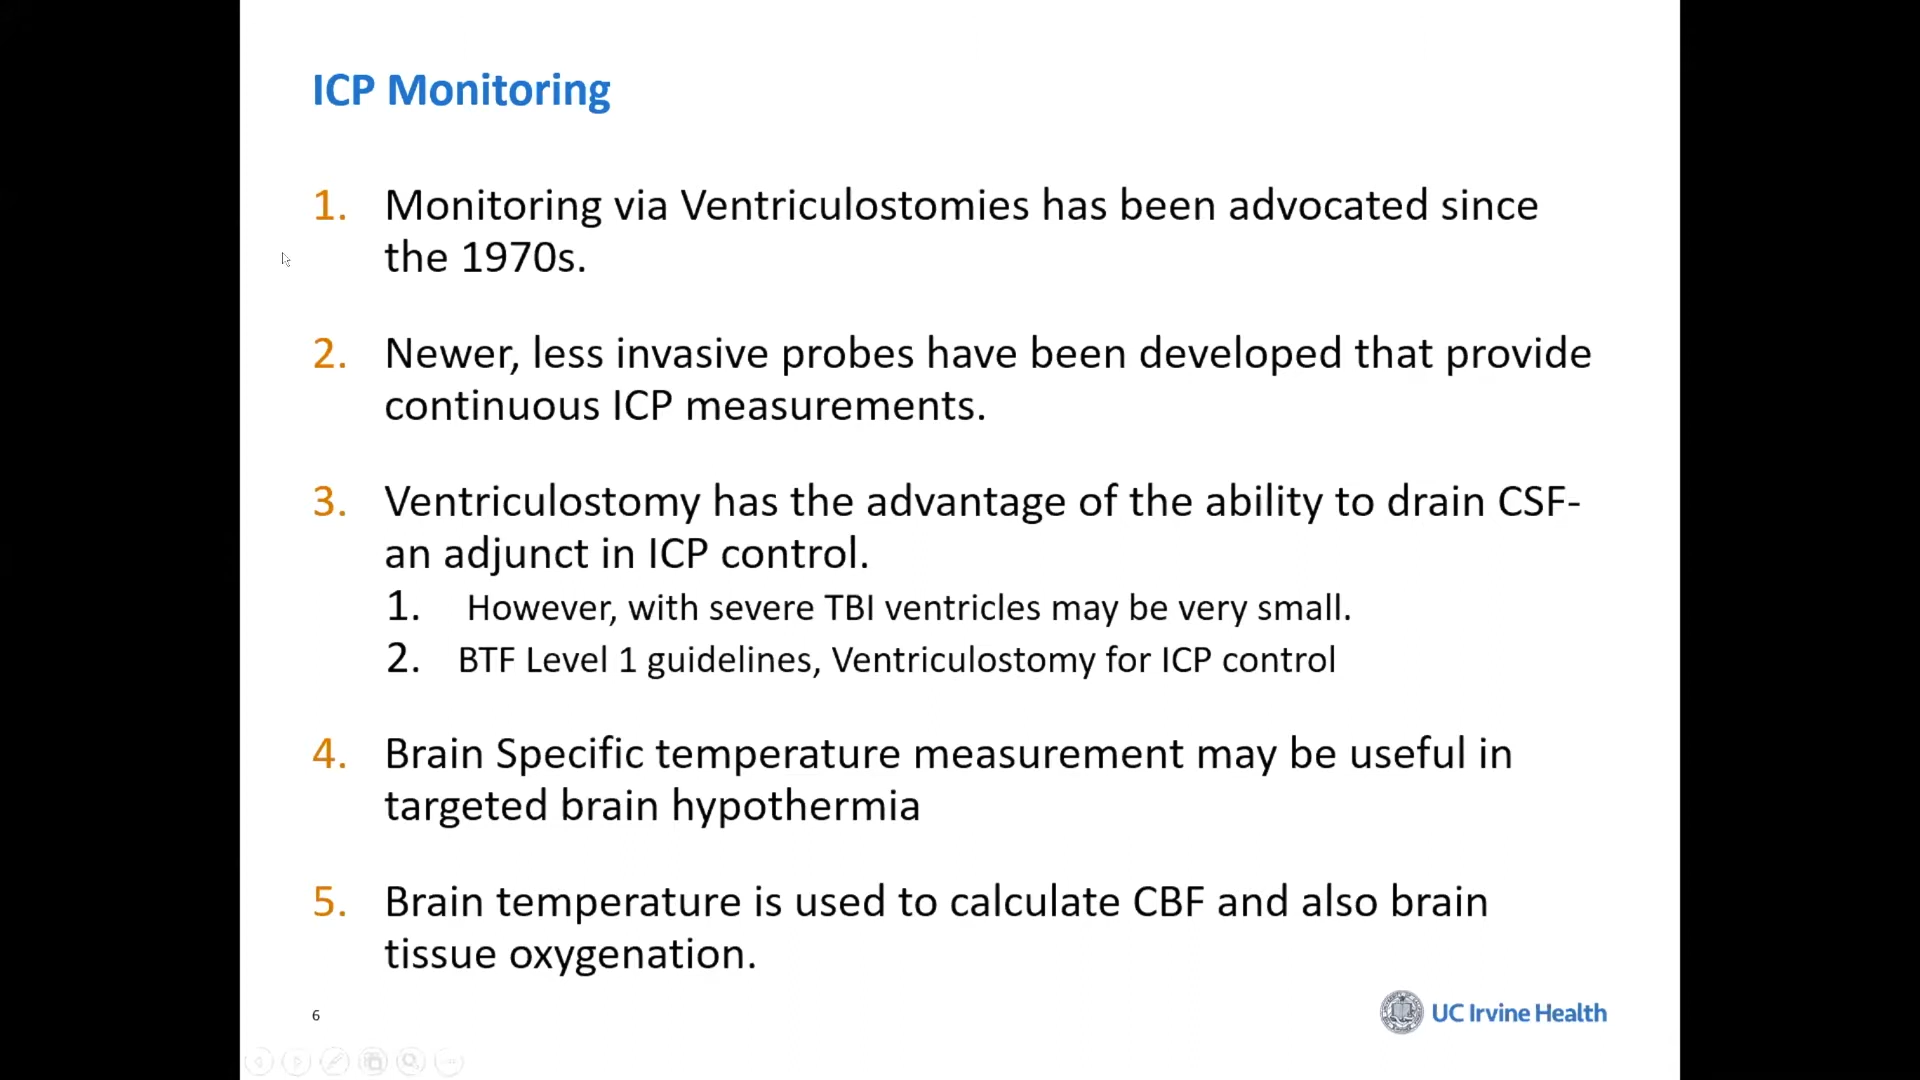 ICP Monitoring
1. Monitoring via Ventriculostomies has been advocated since
the 1970s.
2. Newer, less invasive probes have been developed that provide
continuous ICP measurements.
3. Ventriculostomy has the advantage of the ability to drain CSF-
an adjunct in ICP control.
1. However, with severe TBI ventricles may be very small.
2. BTF Level 1 guidelines, Ventriculostomy for ICP control
4. Brain Specific temperature measurement may be useful in
targeted brain hypothermia
5. Brain temperature is used to calculate CBF and also brain
tissue oxygenation.
6
UC Irvine Health